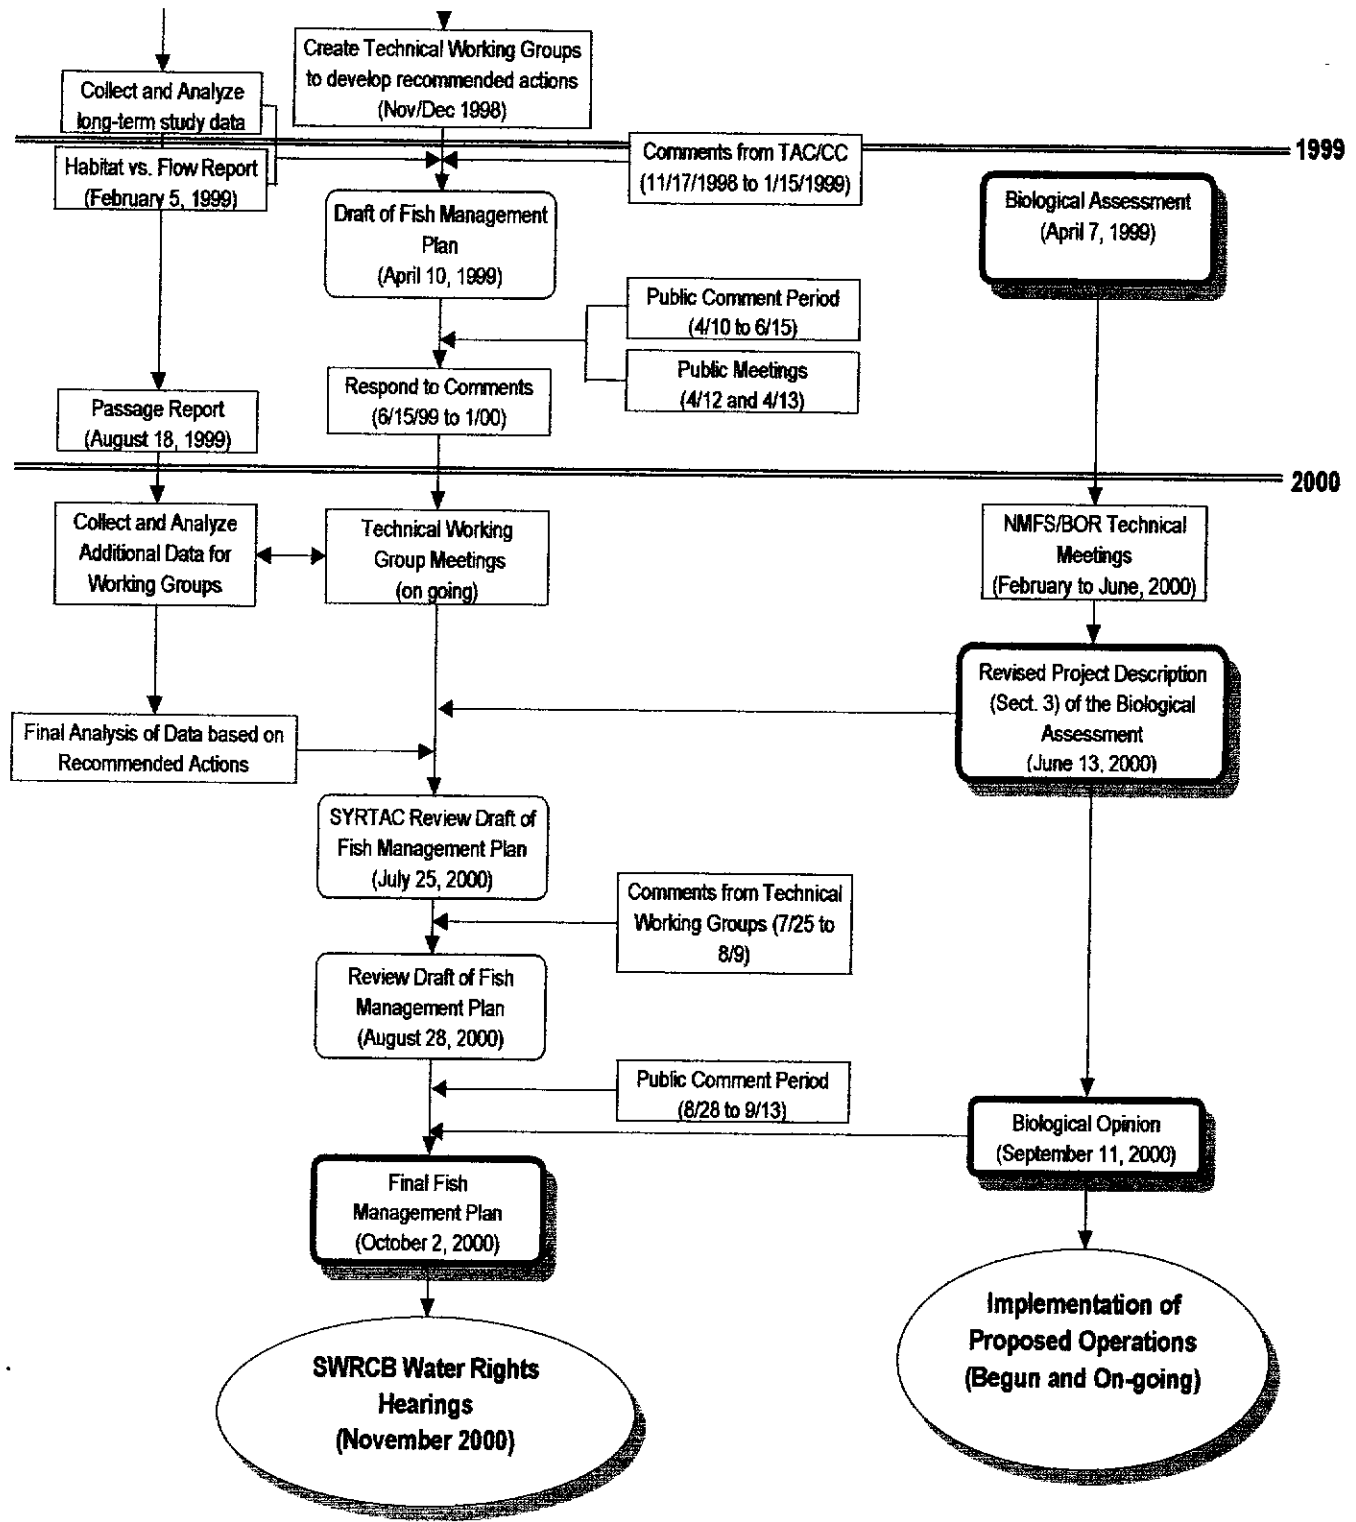 Create Technical Working Groups
to develop recommended actions
(Nov/Dec 1998)
Collect and Analyze
long-term study data
1999
Habitat vs. Flow Report
(February 5, 1999)
Comments from TAC/CC
(11/17/1998 to 1/15/1999)
Biological Assessment
(April 7, 1999)
Draft of Fish Management
Plan
(April 10, 1999)
Public Comment Period
(4/10 to 6/15)
Public Meetings
(4/12 and 4/13)
Respond to Comments
(6/15/99 to 1/00)
Passage Report
(August 18, 1999)
2000
Collect and Analyze
Additional Data for
Working Groups
Technical Working
Group Meetings
(on going)
NMFS/BOR Technical
Meetings
(February to June, 2000)
Revised Project Description
(Sect. 3) of the Biological
Assessment
(June 13, 2000)
Final Analysis of Data based on
Recommended Actions
SYRTAC Review Draft of
Fish Management Plan
(July 25, 2000)
Comments from Technical
Working Groups (7/25 to
8/9)
Review Draft of Fish
Management Plan
(August 28, 2000)
Public Comment Period
(8/28 to 9/13)
Biological Opinion
(September 11, 2000)
Final Fish
Management Plan
(October 2, 2000)
Implementation of
Proposed Operations
(Begun and On-going)
SWRCB Water Rights
Hearings
(November 2000)